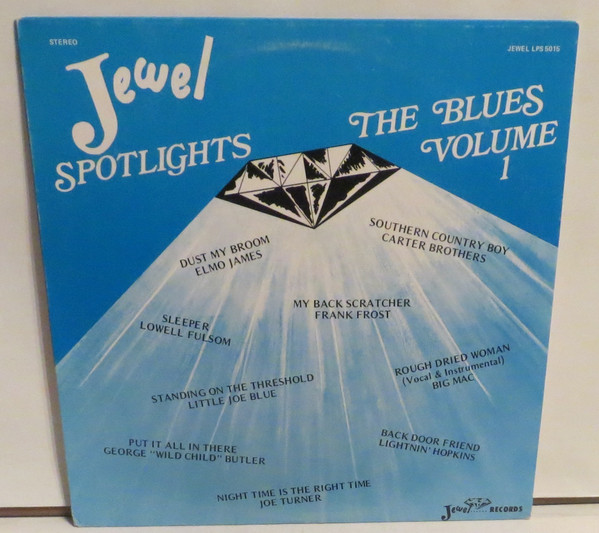 STEREO
JEWEL LPS 5015
Jewel
SPOTLIGHTS
THE BLUES
VOLUME
1
DUST MY BROOM
ELMO JAMES
SOUTHERN COUNTRY BOY
CARTER BROTHERS
MY BACK SCRATCHER
FRANK FROST
SLEEPER
LOWELL FULSOM
ROUGH DRIED WOMAN
(Vocal & Instrumental)
BIG MAC
STANDING ON THE THRESHOLD
LITTLE JOE BLUE
PUT IT ALL IN THERE
GEORGE "WILD CHILD" BUTLER
BACK DOOR FRIEND
LIGHTNIN' HOPKINS
NIGHT TIME IS THE RIGHT TIME
JOE TURNER
Jewel RECORDS